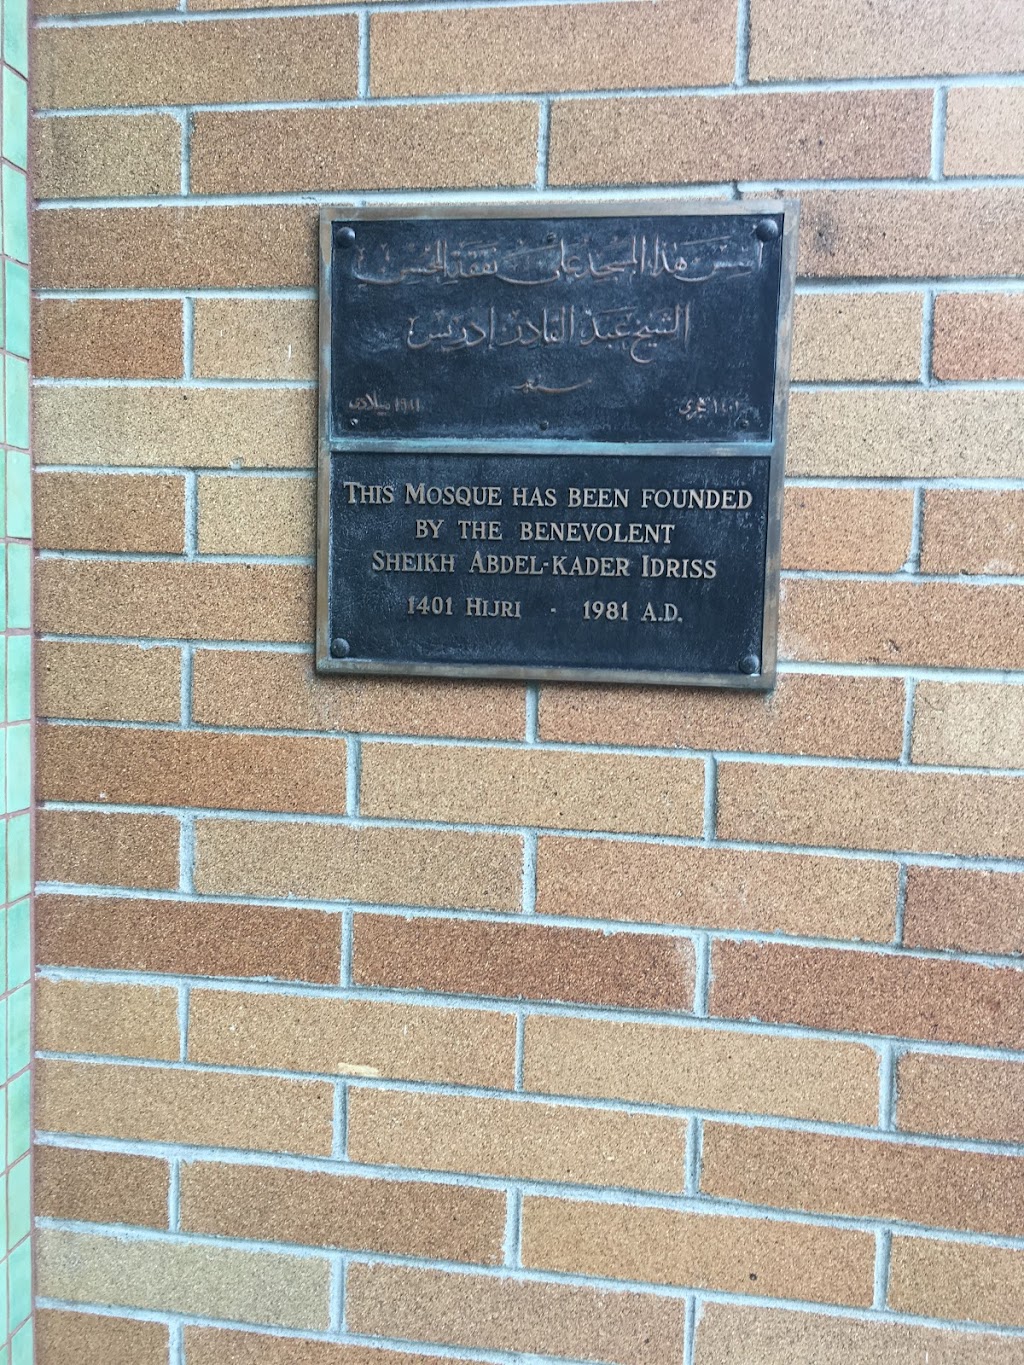 أسس هذا المسجد على نفقة المحسن
الشيخ عبد القادر إدريس
سنة
١٤٠١ هجري ١٩٨١ ميلادي
THIS MOSQUE HAS BEEN FOUNDED
BY THE BENEVOLENT
SHEIKH ABDEL-KADER IDRISS
1401 HIJRI · 1981 A.D.